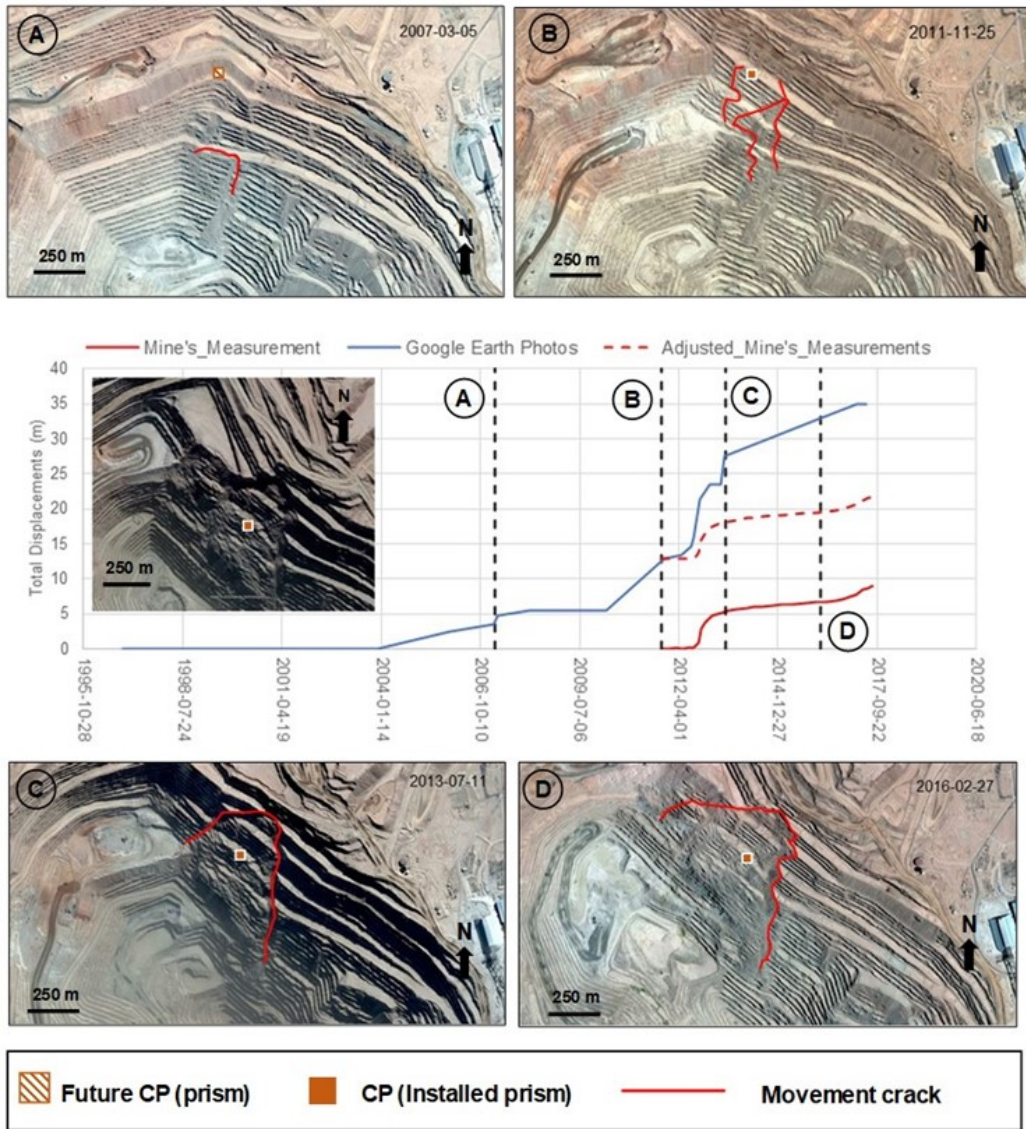 A
2007-03-05
N
250 m
B
2011-11-25
N
250 m
Mine's_Measurement Google Earth Photos Adjusted_Mine's_Measurements
Total Displacements (m)
40
35
30
25
20
15
10
5
0
N
250 m
A
B
C
D
1995-10-28
1998-07-24
2001-04-19
2004-01-14
2006-10-10
2009-07-06
2012-04-01
2014-12-27
2017-09-22
2020-06-18
C
2013-07-11
N
250 m
D
2016-02-27
N
250 m
Future CP (prism) CP (Installed prism) Movement crack